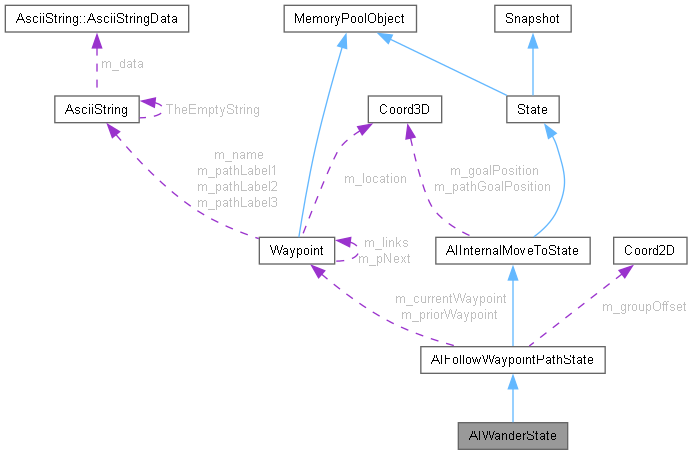 AsciiString::AsciiStringData
MemoryPoolObject
Snapshot
m_data
AsciiString
TheEmptyString
Coord3D
State
m_name
m_pathLabel1
m_pathLabel2
m_pathLabel3
m_location
m_goalPosition
m_pathGoalPosition
Waypoint
m_links
m_pNext
AIInternalMoveToState
Coord2D
m_currentWaypoint
m_priorWaypoint
m_groupOffset
AIFollowWaypointPathState
AIWanderState